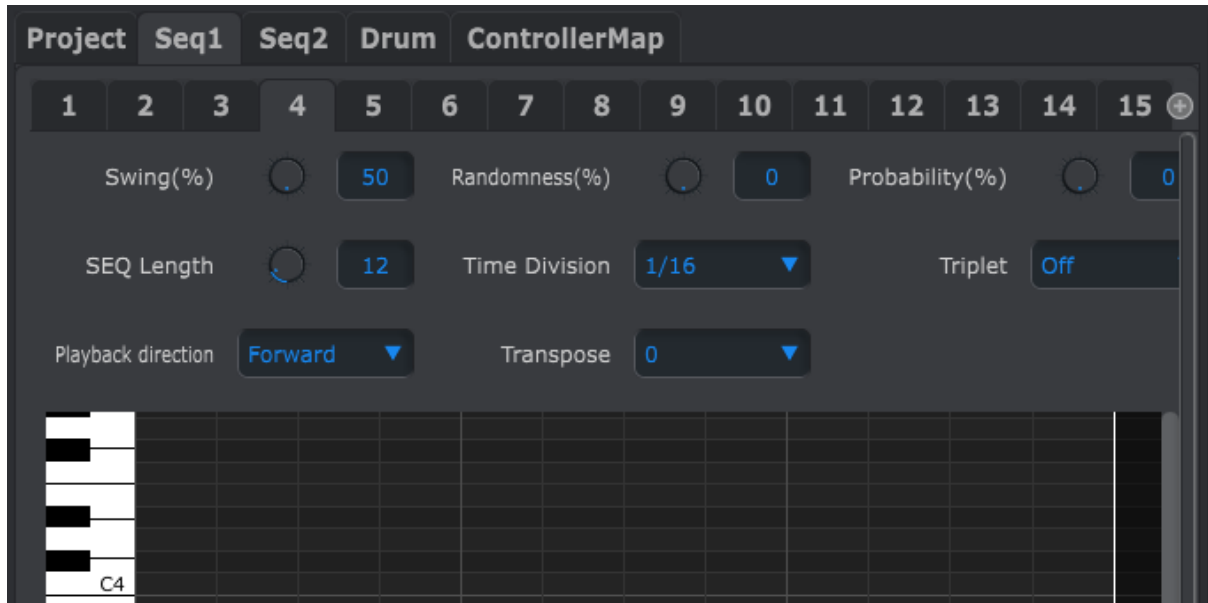 Project Seq1 Seq2 Drum ControllerMap
1 2 3 4 5 6 7 8 9 10 11 12 13 14 15
Swing(%) 50 Randomness(%) 0 Probability(%) 0
SEQ Length 12 Time Division 1/16 Triplet Off
Playback direction Forward Transpose 0
C4